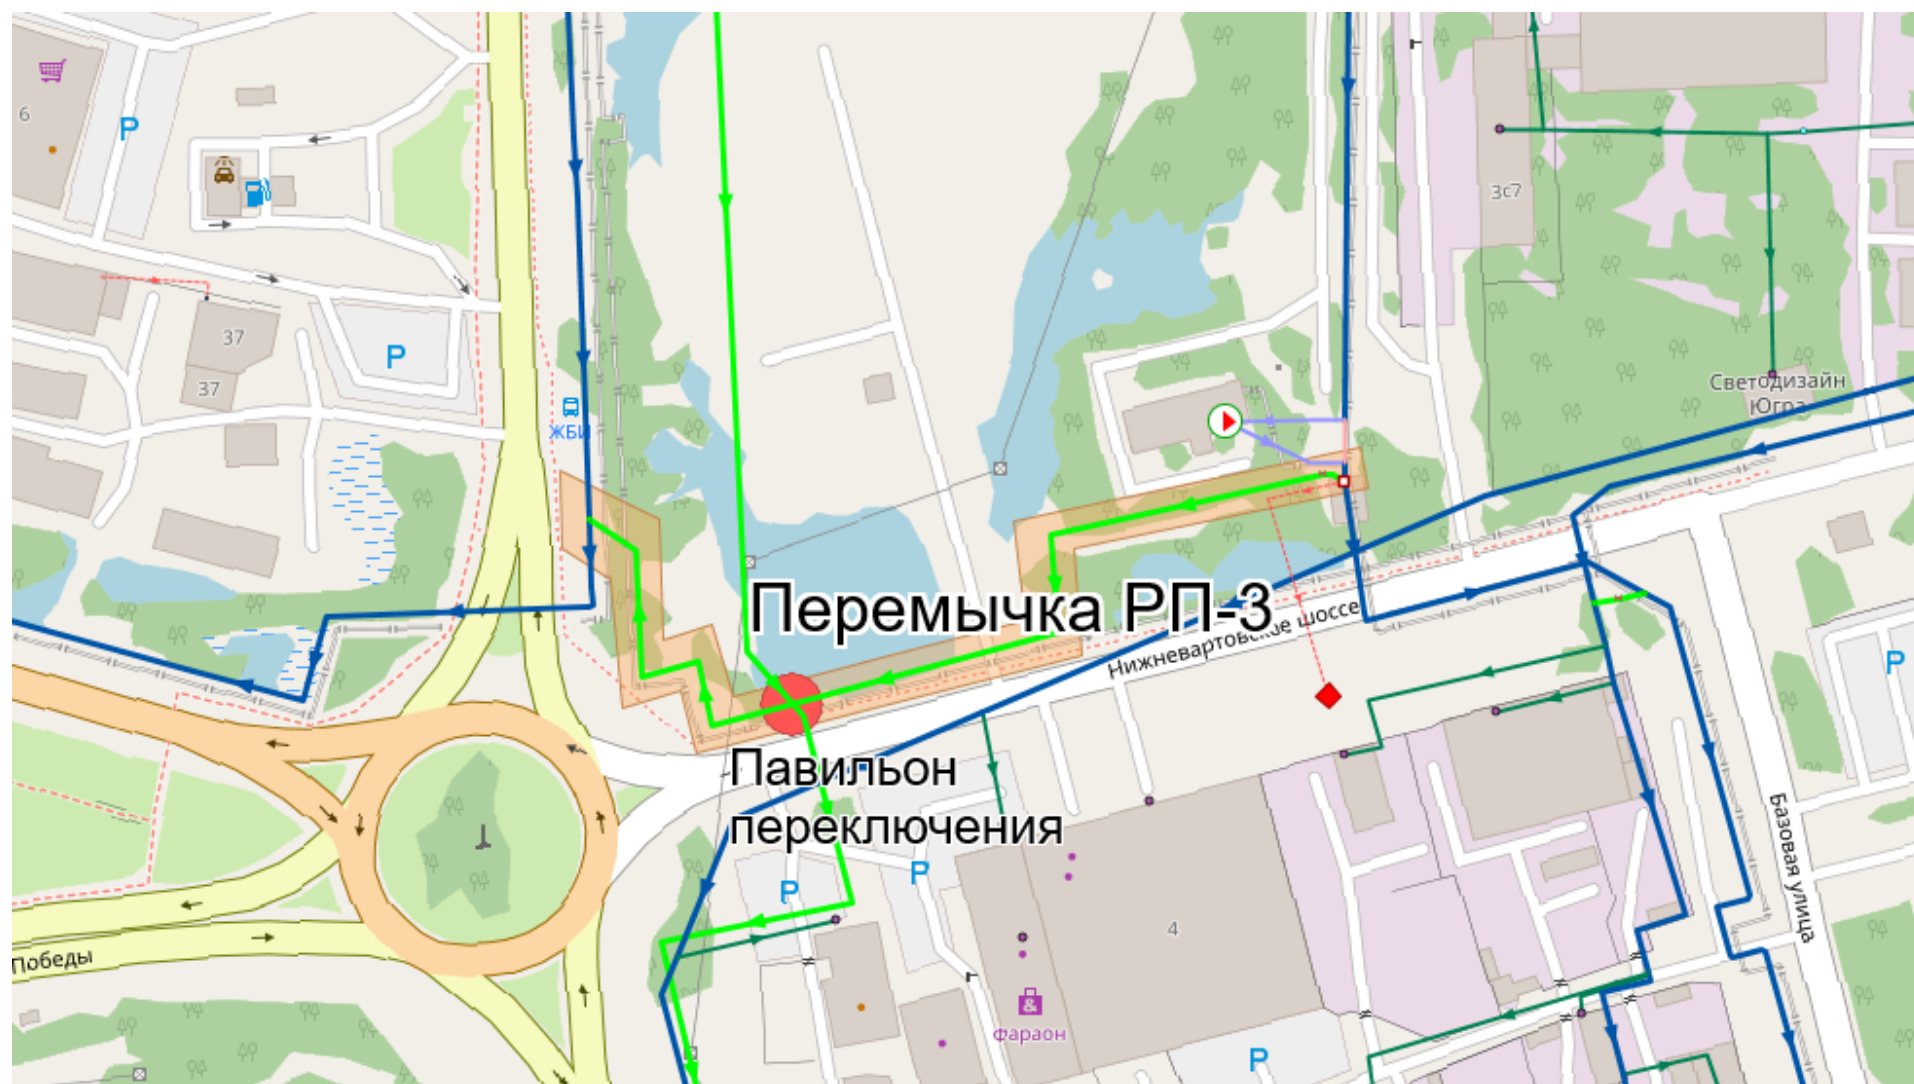 6
P
3с7
37
P
37
Светодизайн
Югра
ЖБИ
Перемычка РП-3
Нижневартовское шоссе
P
Павильон
переключения
Базовая улица
P
P
4
Победы
&
Фараон
P